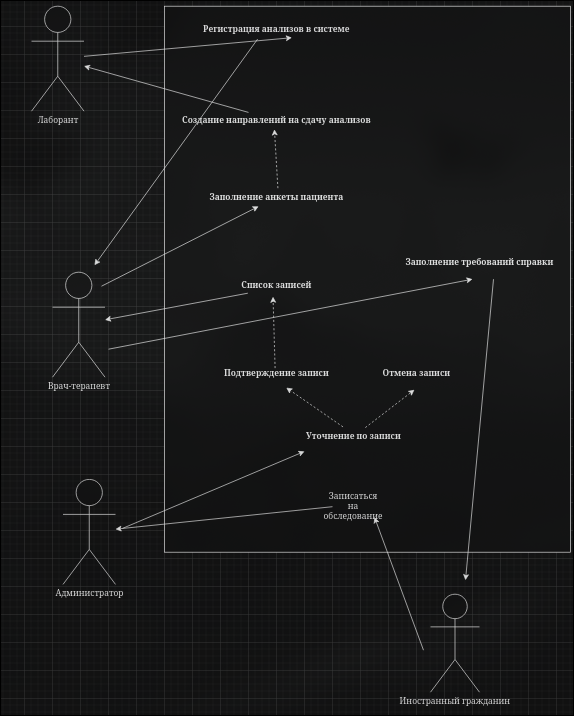 Регистрация анализов в системе
Лаборант
Создание направлений на сдачу анализов
Заполнение анкеты пациента
Заполнение требований справки
Список записей
Врач-терапевт
Подтверждение записи
Отмена записи
Уточнение по записи
Записаться
на
обследование
Администратор
Иностранный гражданин